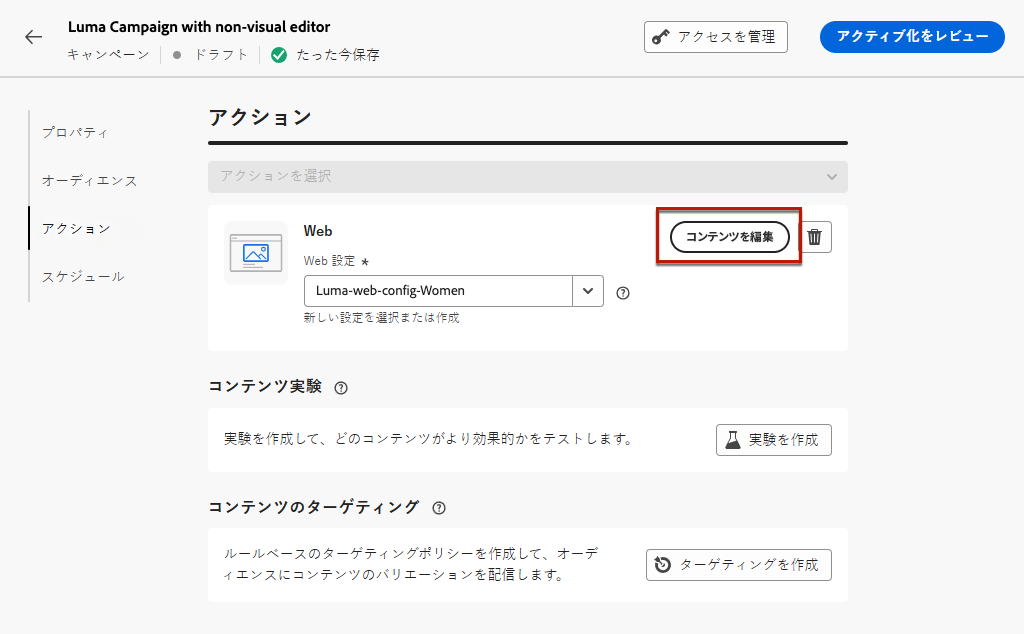 Luma Campaign with non-visual editor
キャンペーン ドラフト たった今保存
アクセスを管理
アクティブ化をレビュー
プロパティ
オーディエンス
アクション
スケジュール
アクション
アクションを選択
Web
コンテンツを編集
Web 設定 *
Luma-web-config-Women
新しい設定を選択または作成
コンテンツ実験
実験を作成して、どのコンテンツがより効果的かをテストします。
実験を作成
コンテンツのターゲティング
ルールベースのターゲティングポリシーを作成して、オーデ
ィエンスにコンテンツのバリエーションを配信します。
ターゲティングを作成